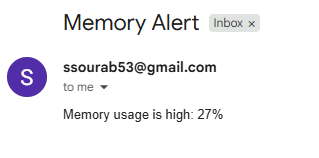 Memory Alert Inbox x
S
ssourab53@gmail.com
to me
Memory usage is high: 27%